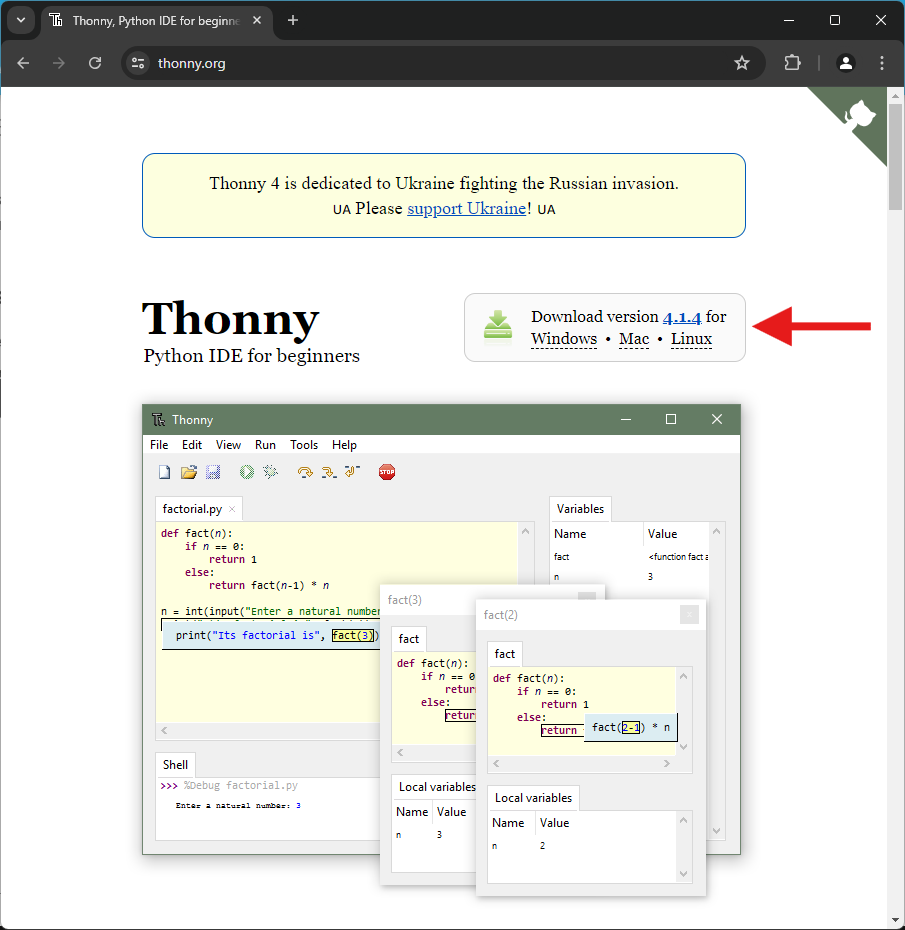 Thonny, Python IDE for beginne
thonny.org
Thonny 4 is dedicated to Ukraine fighting the Russian invasion.
UA Please support Ukraine! UA
Thonny
Python IDE for beginners
Download version 4.1.4 for
Windows • Mac • Linux
Th Thonny
File Edit View Run Tools Help
STOP
factorial.py ×
def fact(n):
if n == 0:
return 1
else:
return fact(n-1) * n
n = int(input("Enter a natural number
print("Its factorial is", fact(3))
Variables
Name Value
fact <function fact a
n 3
fact(3)
fact
def fact(n):
if n == 0
retur
else:
retur
Local variables
Name Value
n 3
fact(2)
fact
def fact(n):
if n == 0:
return 1
else:
return
fact(2-1) * n
Local variables
Name Value
n 2
Shell
>>> %Debug factorial.py
Enter a natural number: 3